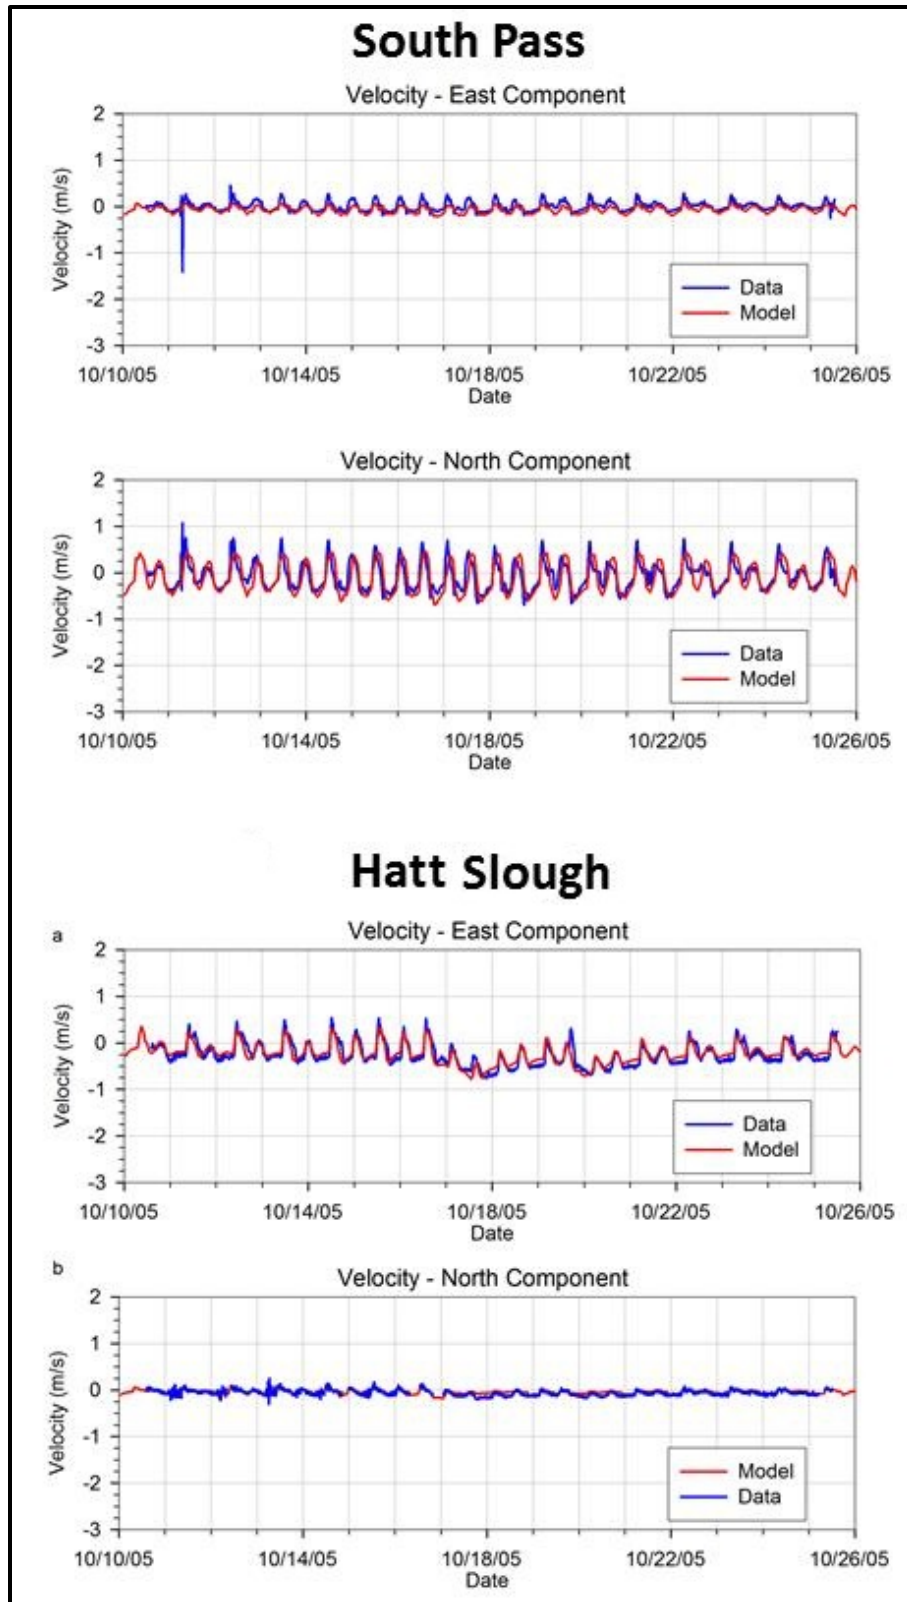 South Pass
Velocity - East Component
2
1
0
-1
-2
-3
Velocity (m/s)
Data
Model
10/10/05 10/14/05 10/18/05 10/22/05 10/26/05
Date
Velocity - North Component
2
1
0
-1
-2
-3
Velocity (m/s)
Data
Model
10/10/05 10/14/05 10/18/05 10/22/05 10/26/05
Date
Hatt Slough
a
Velocity - East Component
2
1
0
-1
-2
-3
Velocity (m/s)
Data
Model
10/10/05 10/14/05 10/18/05 10/22/05 10/26/05
Date
b
Velocity - North Component
2
1
0
-1
-2
-3
Velocity (m/s)
Model
Data
10/10/05 10/14/05 10/18/05 10/22/05 10/26/05
Date